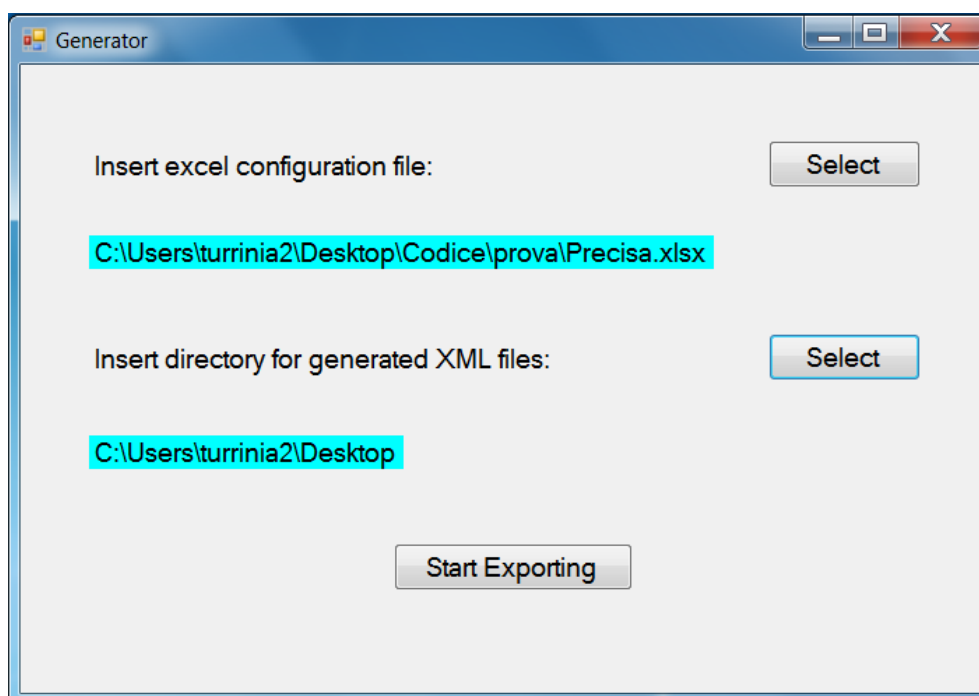 Generator
Insert excel configuration file:
Select
C:\Users\turrinia2\Desktop\Codice\prova\Precisa.xlsx
Insert directory for generated XML files:
Select
C:\Users\turrinia2\Desktop
Start Exporting